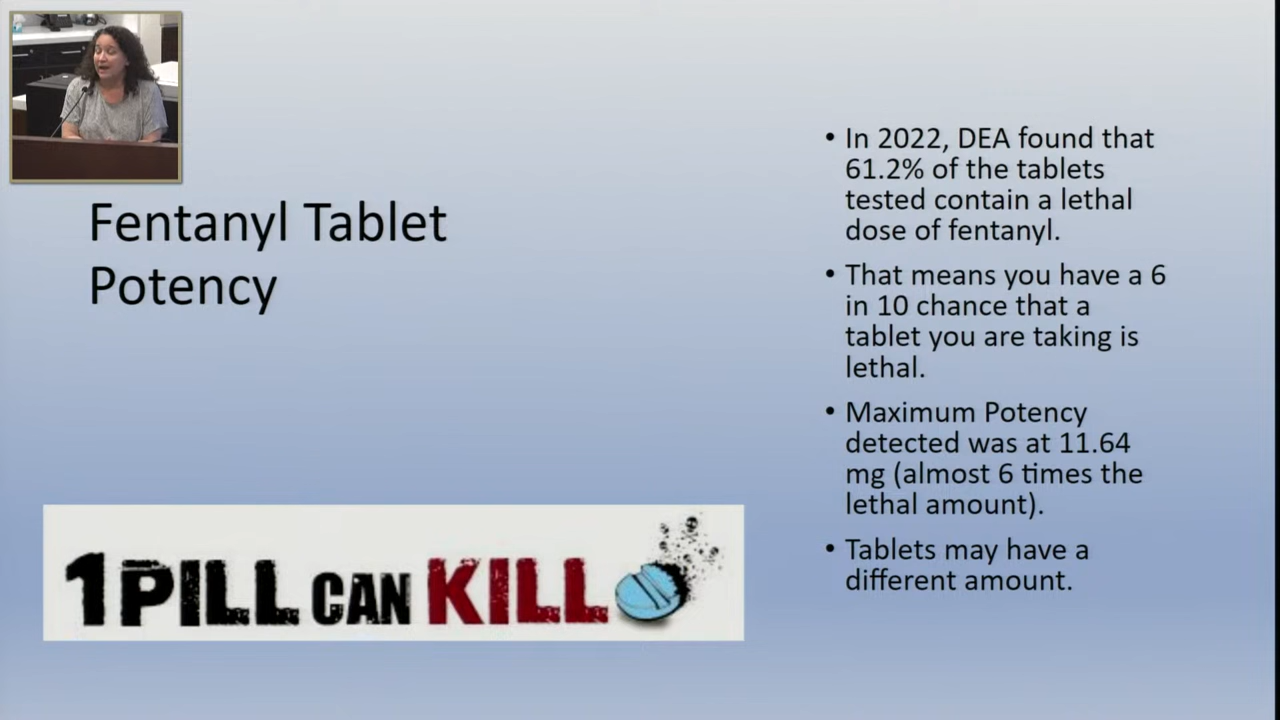 Fentanyl Tablet
Potency
1 PILL CAN KILL
• In 2022, DEA found that
61.2% of the tablets
tested contain a lethal
dose of fentanyl.
• That means you have a 6
in 10 chance that a
tablet you are taking is
lethal.
• Maximum Potency
detected was at 11.64
mg (almost 6 times the
lethal amount).
• Tablets may have a
different amount.